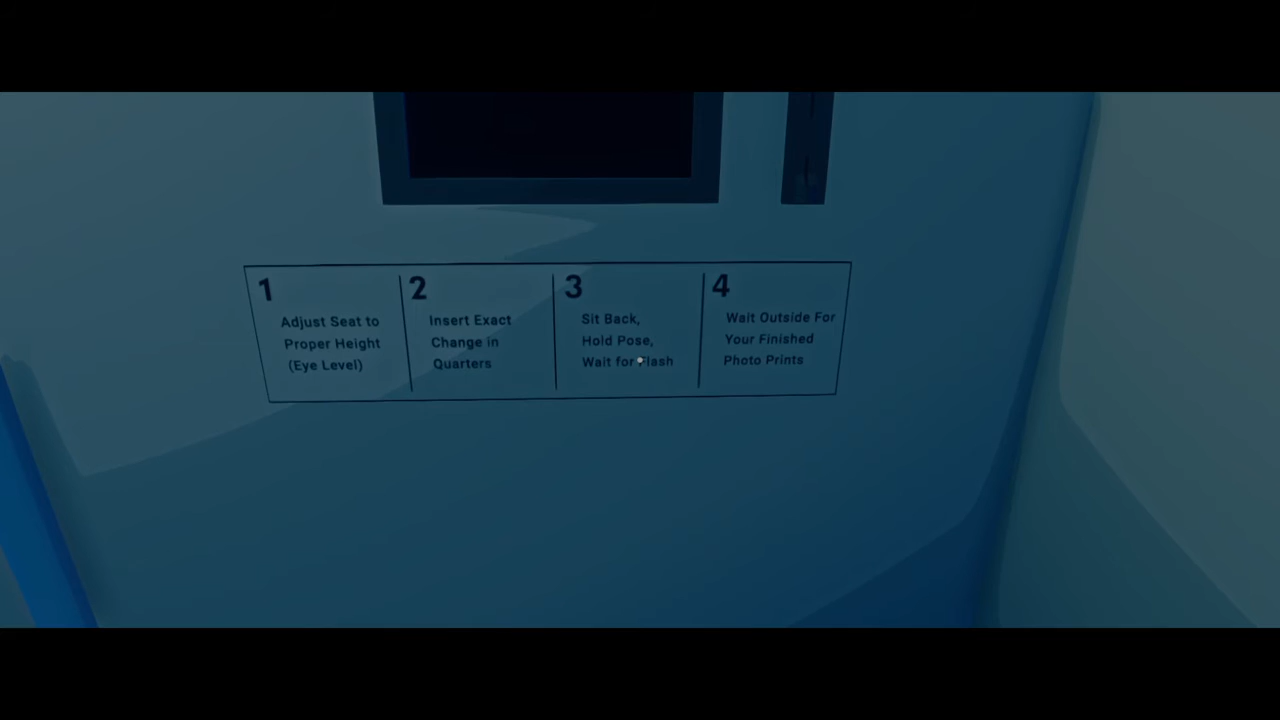 1
Adjust Seat to
Proper Height
(Eye Level)
2
Insert Exact
Change in
Quarters
3
Sit Back,
Hold Pose,
Wait for Flash
4
Wait Outside For
Your Finished
Photo Prints